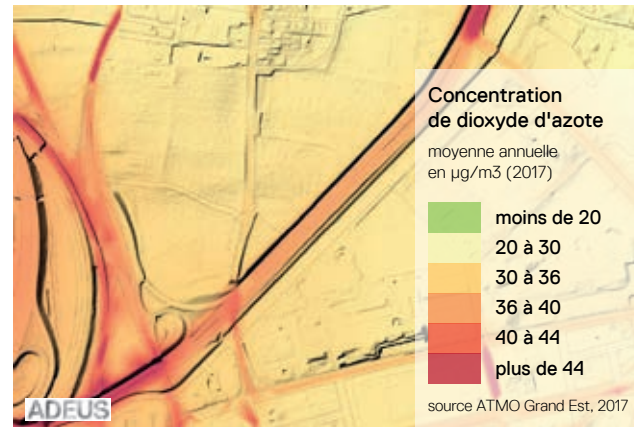 Concentration
de dioxyde d'azote
moyenne annuelle
en µg/m3 (2017)
moins de 20
20 à 30
30 à 36
36 à 40
40 à 44
plus de 44
source ATMO Grand Est, 2017
ADEUS